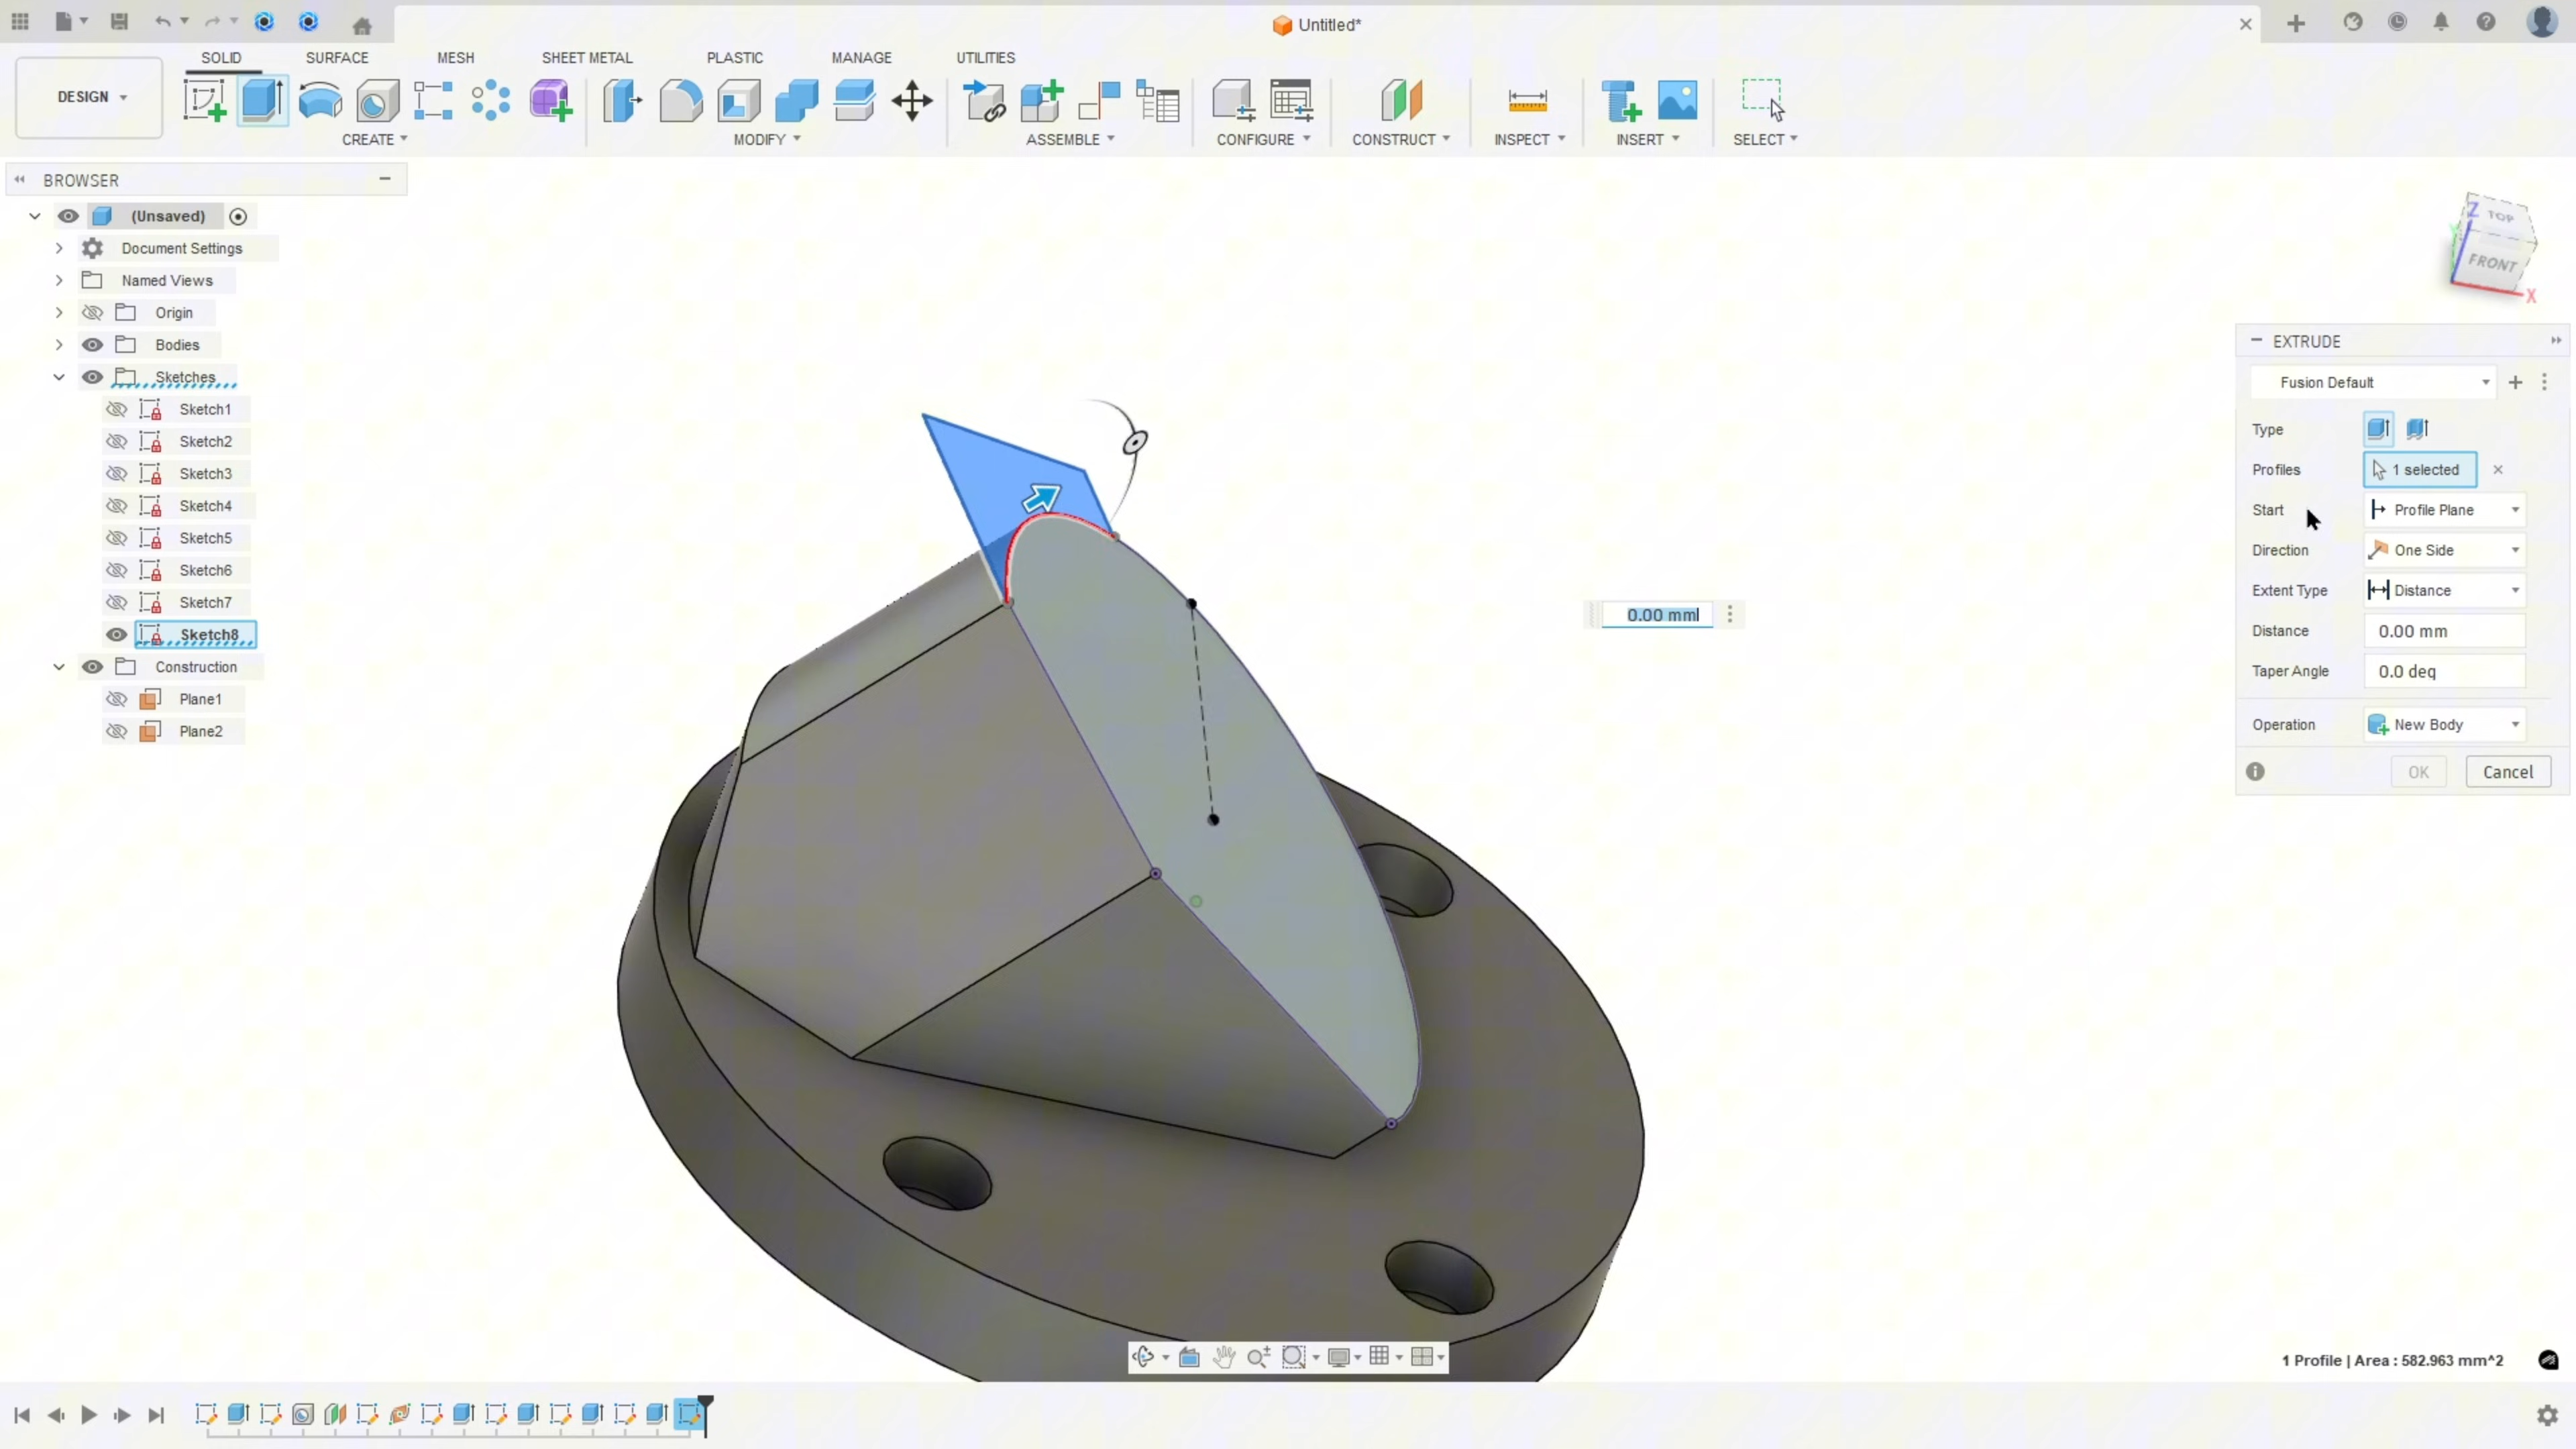 Untitled*
SOLID SURFACE MESH SHEET METAL PLASTIC MANAGE UTILITIES
DESIGN
CREATE MODIFY ASSEMBLE CONFIGURE CONSTRUCT INSPECT INSERT SELECT
BROWSER
(Unsaved)
Document Settings
Named Views
Origin
Bodies
Sketches
Sketch1
Sketch2
Sketch3
Sketch4
Sketch5
Sketch6
Sketch7
Sketch8
Construction
Plane1
Plane2
0.00 mm
Z TOP
FRONT
X
EXTRUDE
Fusion Default
Type
Profiles 1 selected
Start Profile Plane
Direction One Side
Extent Type Distance
Distance 0.00 mm
Taper Angle 0.0 deg
Operation New Body
OK Cancel
1 Profile | Area : 582.963 mm^2